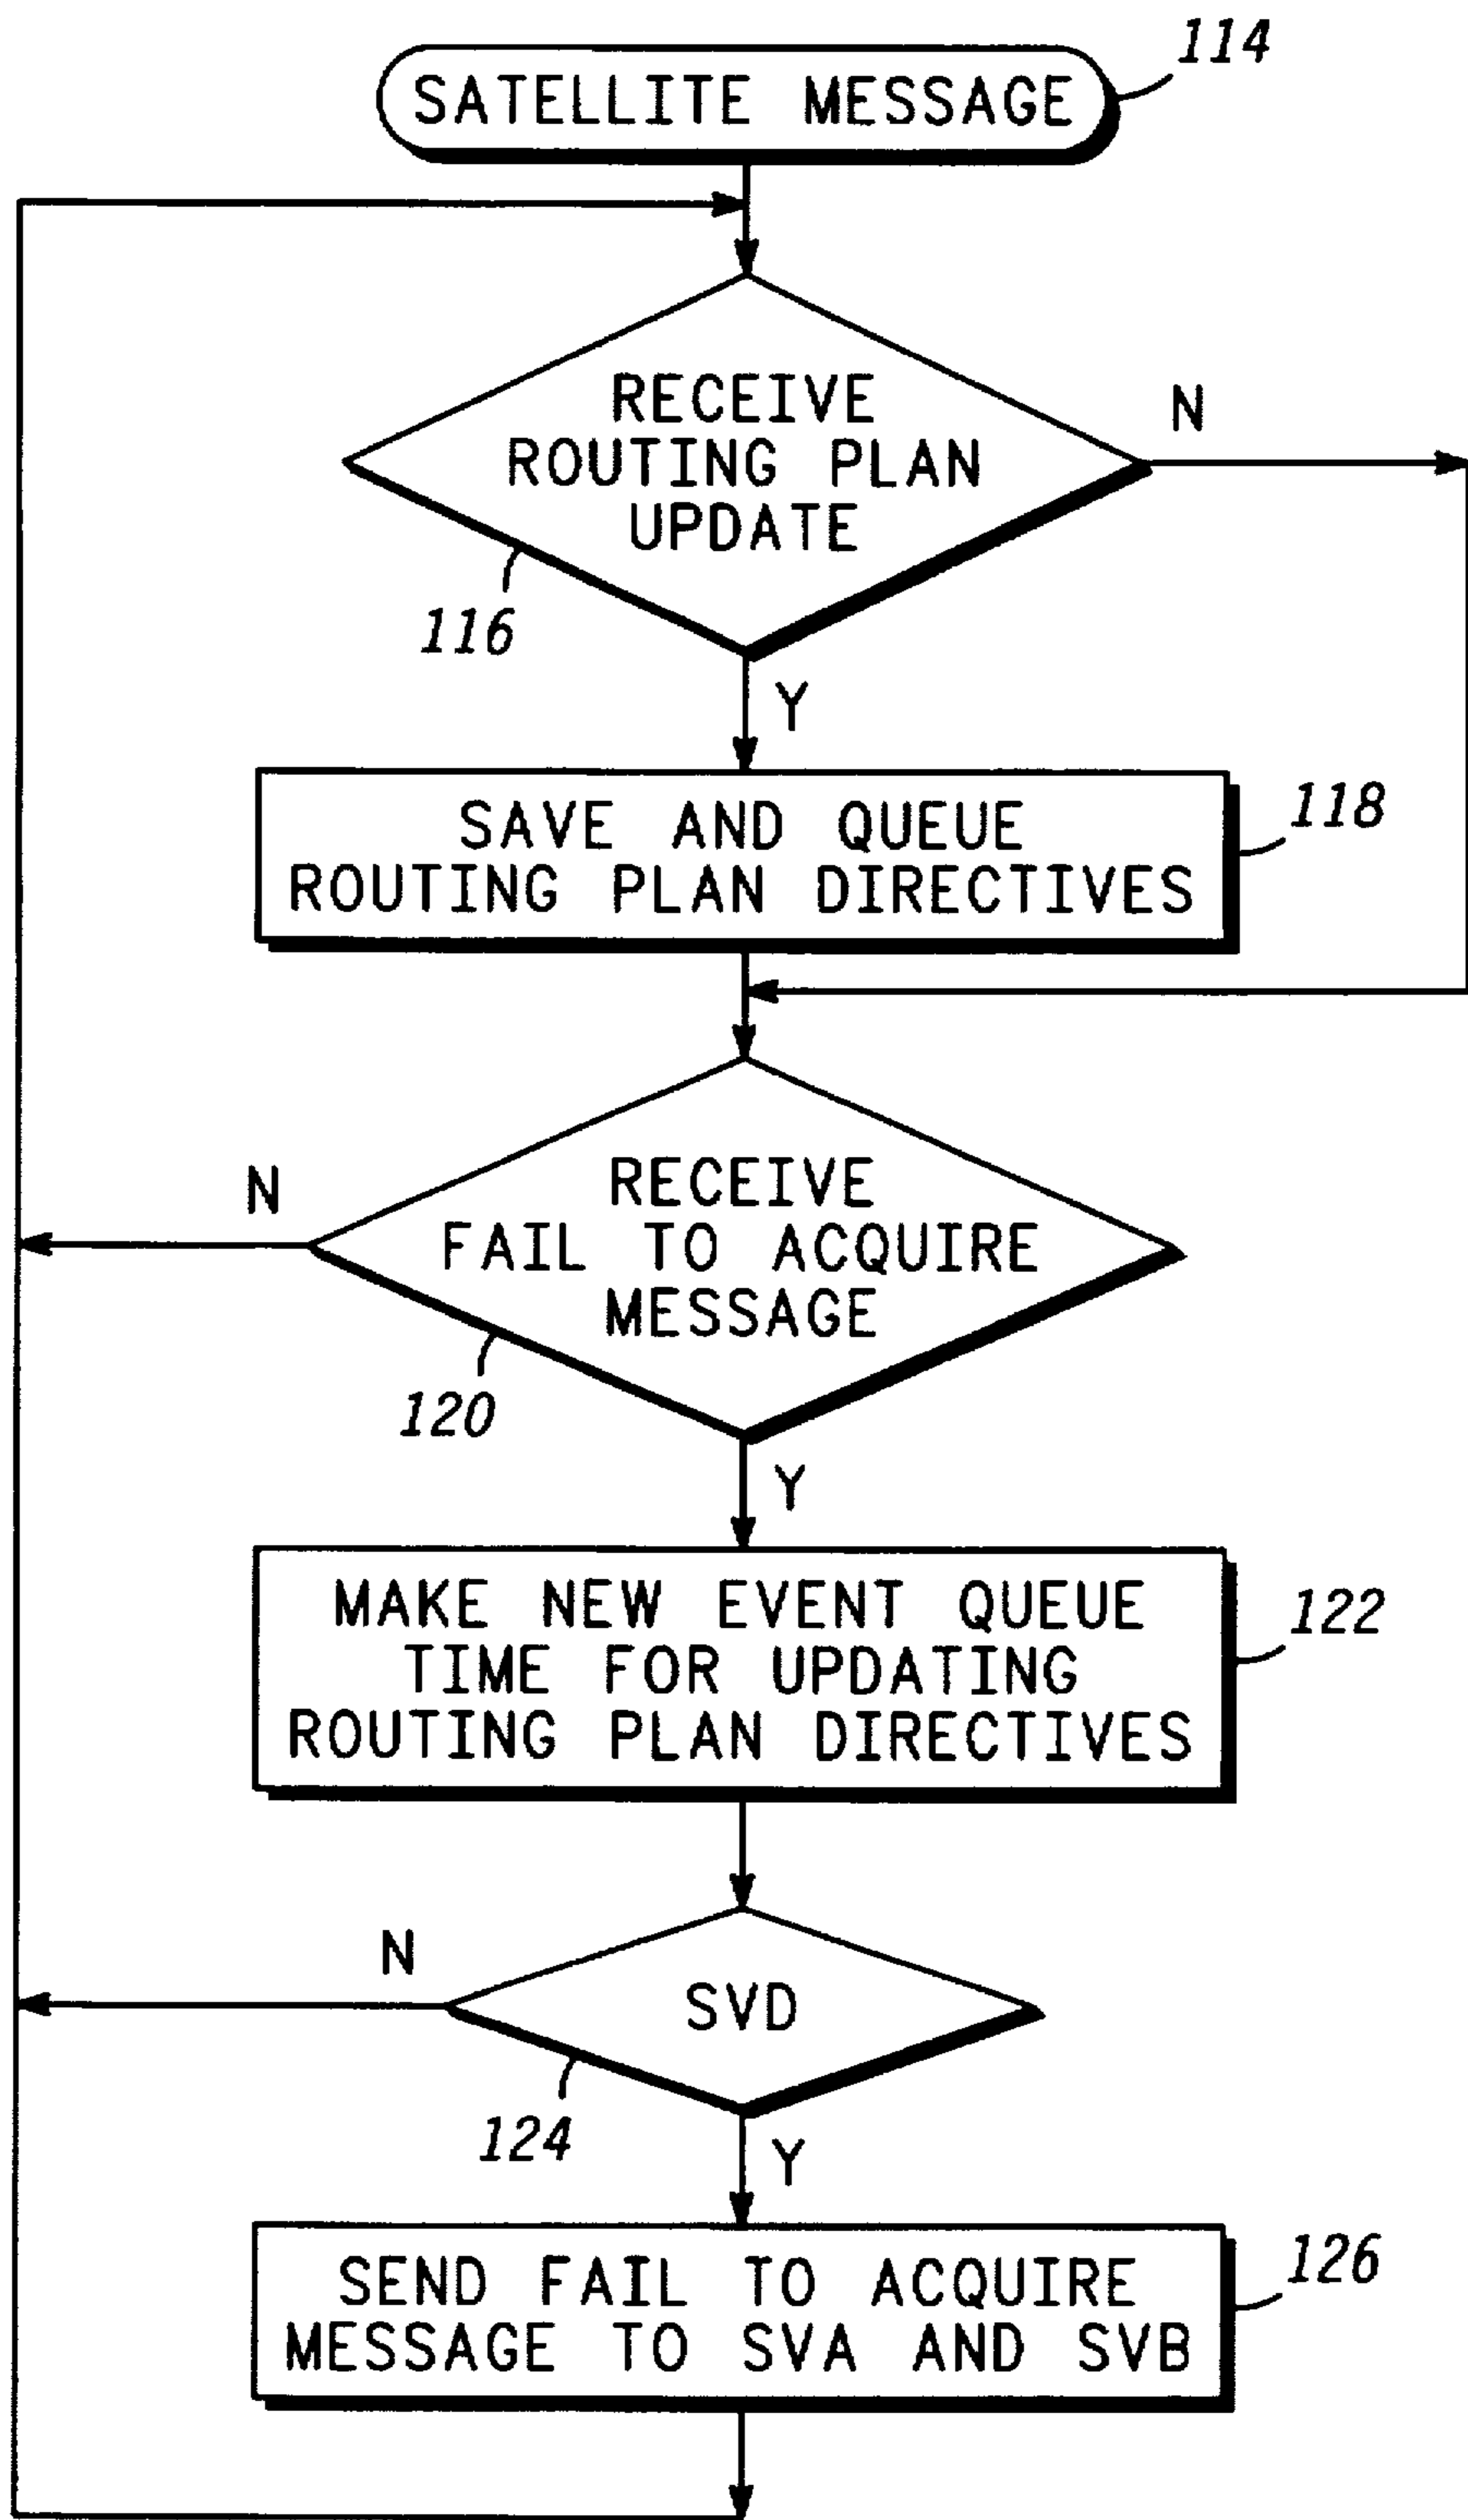 114
SATELLITE MESSAGE
RECEIVE
ROUTING PLAN
UPDATE
N
116
Y
SAVE AND QUEUE
ROUTING PLAN DIRECTIVES
118
RECEIVE
FAIL TO ACQUIRE
MESSAGE
N
120
Y
MAKE NEW EVENT QUEUE
TIME FOR UPDATING
ROUTING PLAN DIRECTIVES
122
N
SVD
124
Y
SEND FAIL TO ACQUIRE
MESSAGE TO SVA AND SVB
126